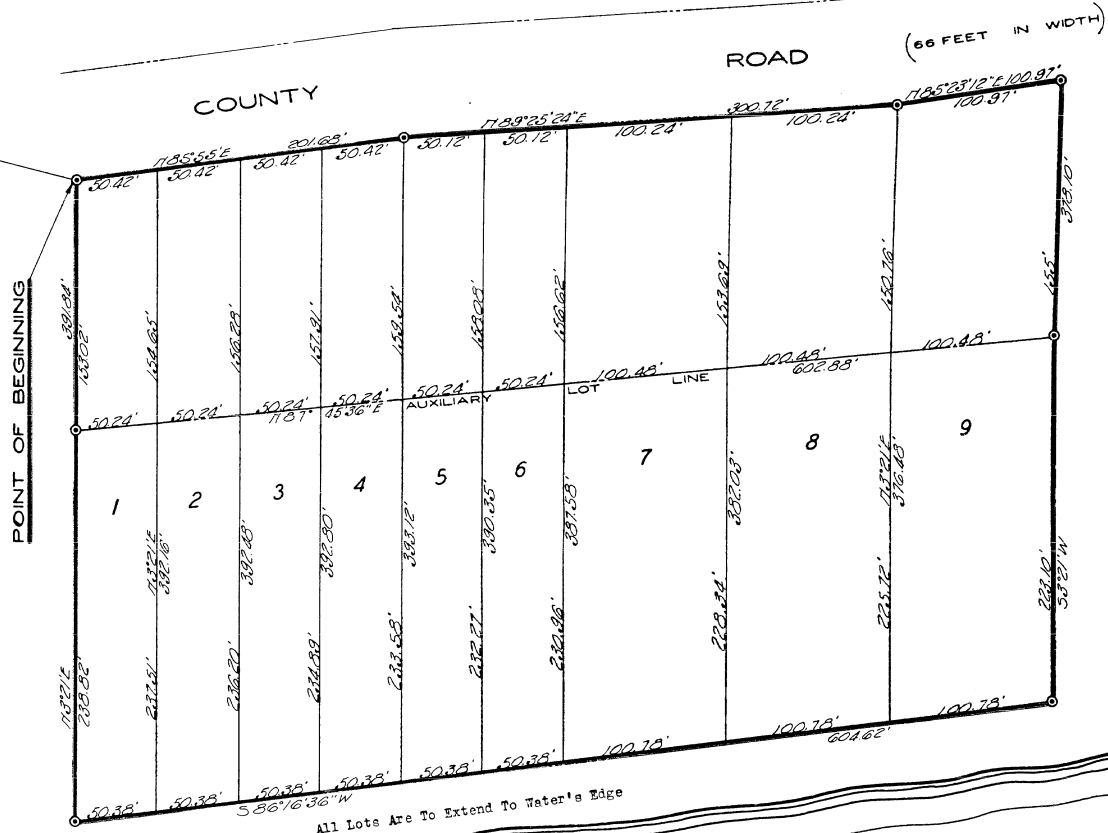 (66 FEET IN WIDTH)
COUNTY ROAD
N85°55'E 201.68'
N89°25'24"E 300.72'
N85°23'12"E 100.97'
50.42' 50.42' 50.42' 50.42' 50.12' 50.12' 100.24' 100.24' 100.97'
POINT OF BEGINNING
391.84' 378.10'
153.02' 154.65' 156.28' 157.91' 159.54' 158.08' 156.62' 153.69' 150.76' 155'
50.24' 50.24' 50.24' 50.24' 50.24' 50.24' 100.48' 100.48' 100.48'
N87° 45'36"E AUXILIARY LOT LINE 602.88'
1 2 3 4 5 6 7 8 9
N3°21'E 392.16' 392.48' 392.80' 393.12' 390.35' 387.58' 382.03' N3°21'E 376.48'
N3°21'E 238.82' 237.51' 236.20' 234.89' 233.58' 232.27' 230.96' 228.34' 225.72' 223.10' S3°21'W
50.38' 50.38' 50.38' 50.38' 50.38' 50.38' 100.78' 100.78' 100.78'
S86°16'36"W 604.62'
All Lots Are To Extend To Water's Edge